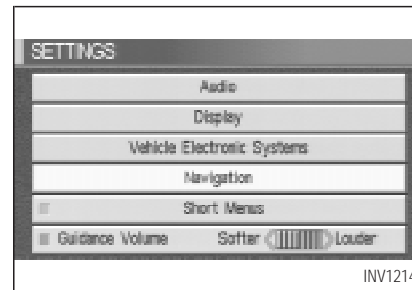 SETTINGS
Audio
Display
Vehicle Electronic Systems
Navigation
Short Menus
Guidance Volume Softer Louder
INV1214